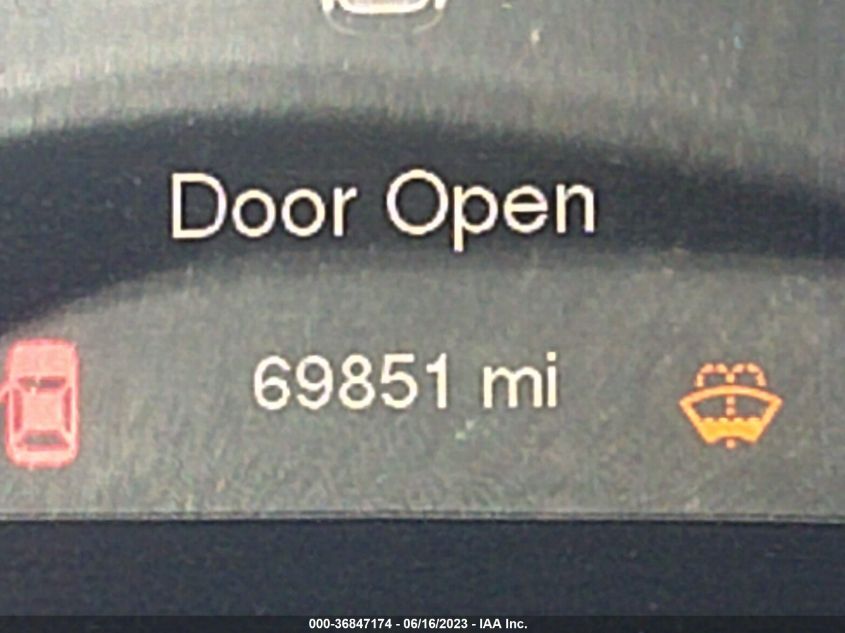 Door Open
69851 mi
000-36847174 - 06/16/2023 - IAA Inc.